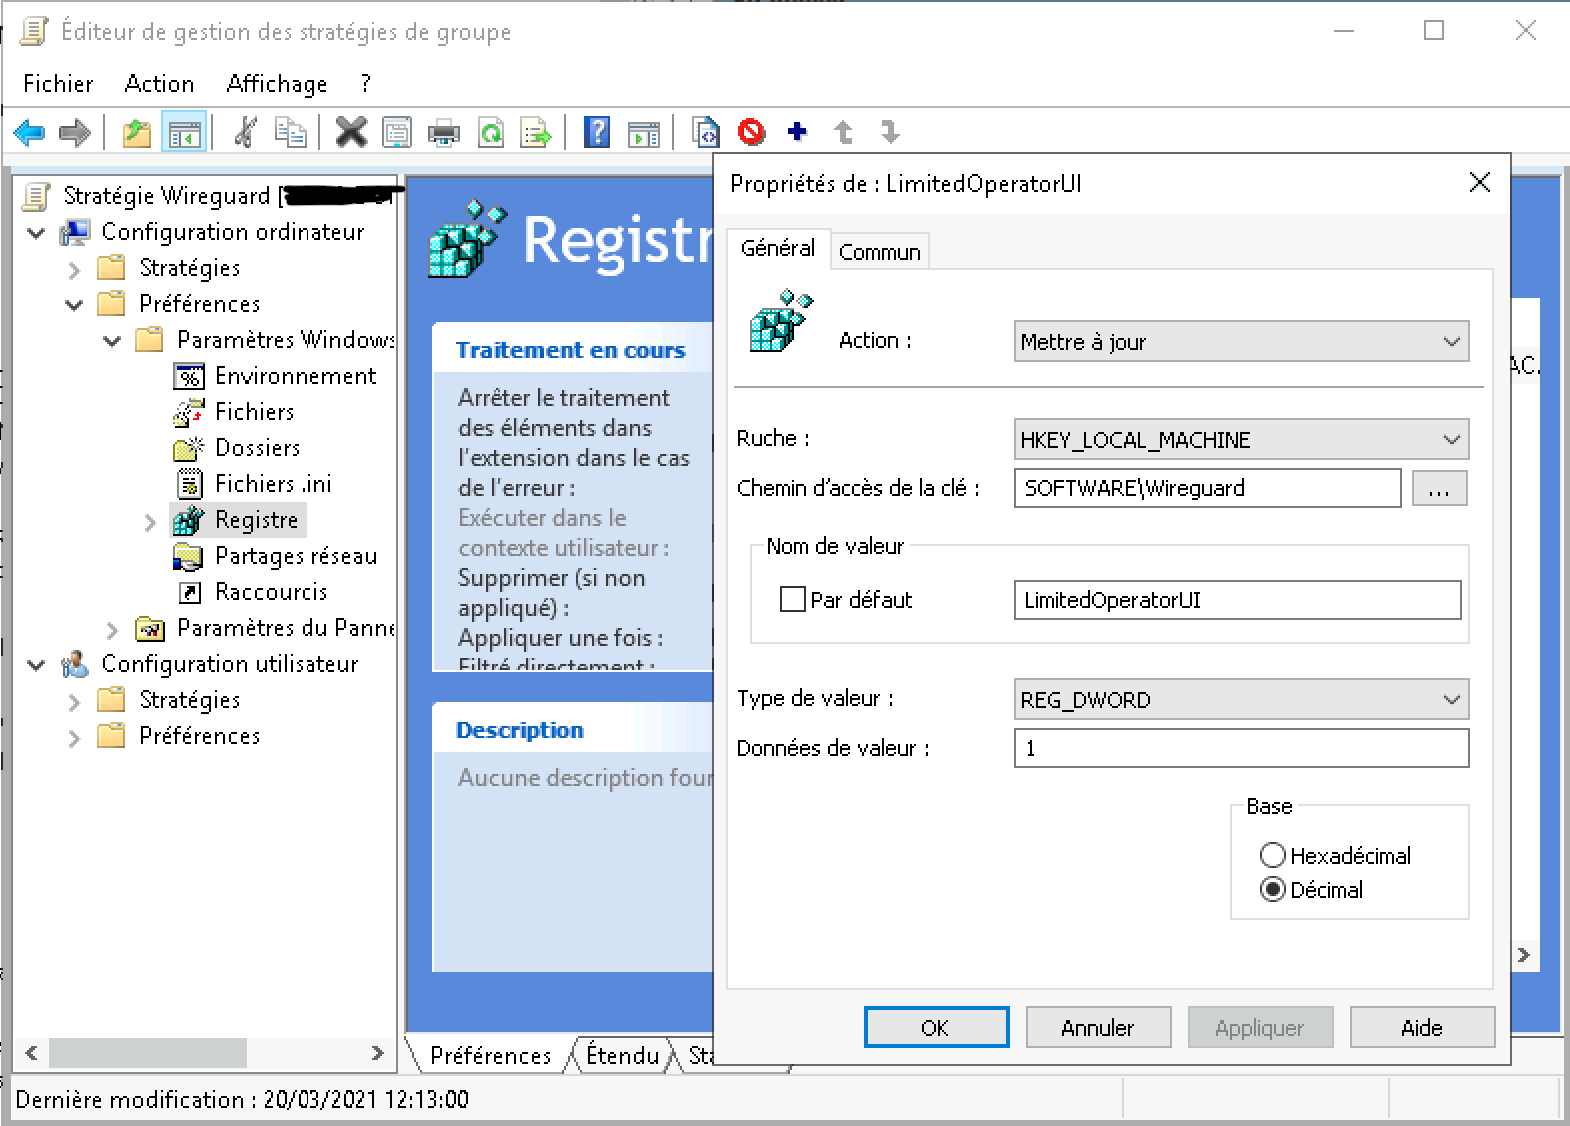 Éditeur de gestion des stratégies de groupe
Fichier Action Affichage ?
Stratégie Wireguard [
Configuration ordinateur
Stratégies
Préférences
Paramètres Windows
Environnement
Fichiers
Dossiers
Fichiers .ini
Registre
Partages réseau
Raccourcis
Paramètres du Panne
Configuration utilisateur
Stratégies
Préférences
Registr
Traitement en cours
Arrêter le traitement
des éléments dans
l'extension dans le cas
de l'erreur :
Exécuter dans le
contexte utilisateur :
Supprimer (si non
appliqué) :
Appliquer une fois :
Filtré directement :
Description
Aucune description four
Préférences Étendu Sta
Propriétés de : LimitedOperatorUI
Général Commun
Action : Mettre à jour
Ruche : HKEY_LOCAL_MACHINE
Chemin d'accès de la clé : SOFTWARE\Wireguard ...
Nom de valeur
Par défaut LimitedOperatorUI
Type de valeur : REG_DWORD
Données de valeur : 1
Base
Hexadécimal
Décimal
OK Annuler Appliquer Aide
AC.
Dernière modification : 20/03/2021 12:13:00